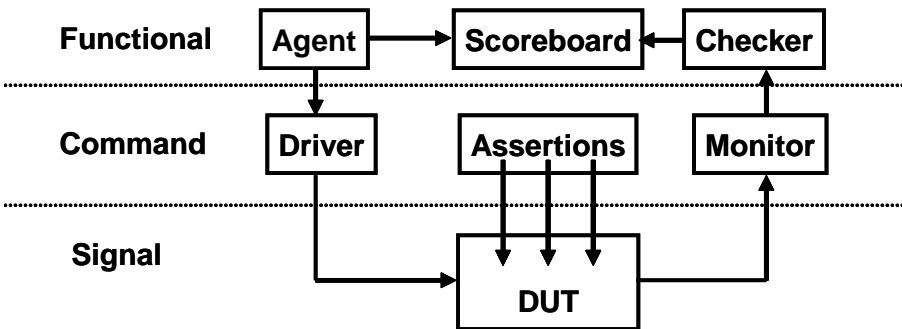 Functional
Agent
Scoreboard
Checker
Command
Driver
Assertions
Monitor
Signal
DUT